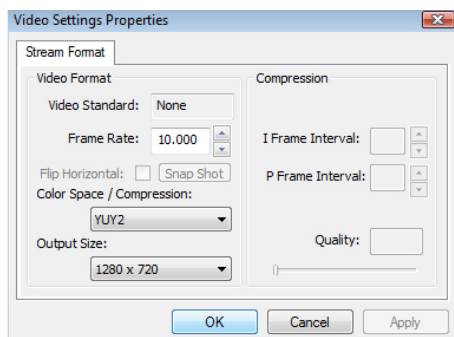 Video Settings Properties
Stream Format
Video Format
Video Standard: None
Frame Rate: 10.000
Flip Horizontal: Snap Shot
Color Space / Compression:
YUY2
Output Size:
1280 x 720
Compression
I Frame Interval:
P Frame Interval:
Quality:
OK Cancel Apply